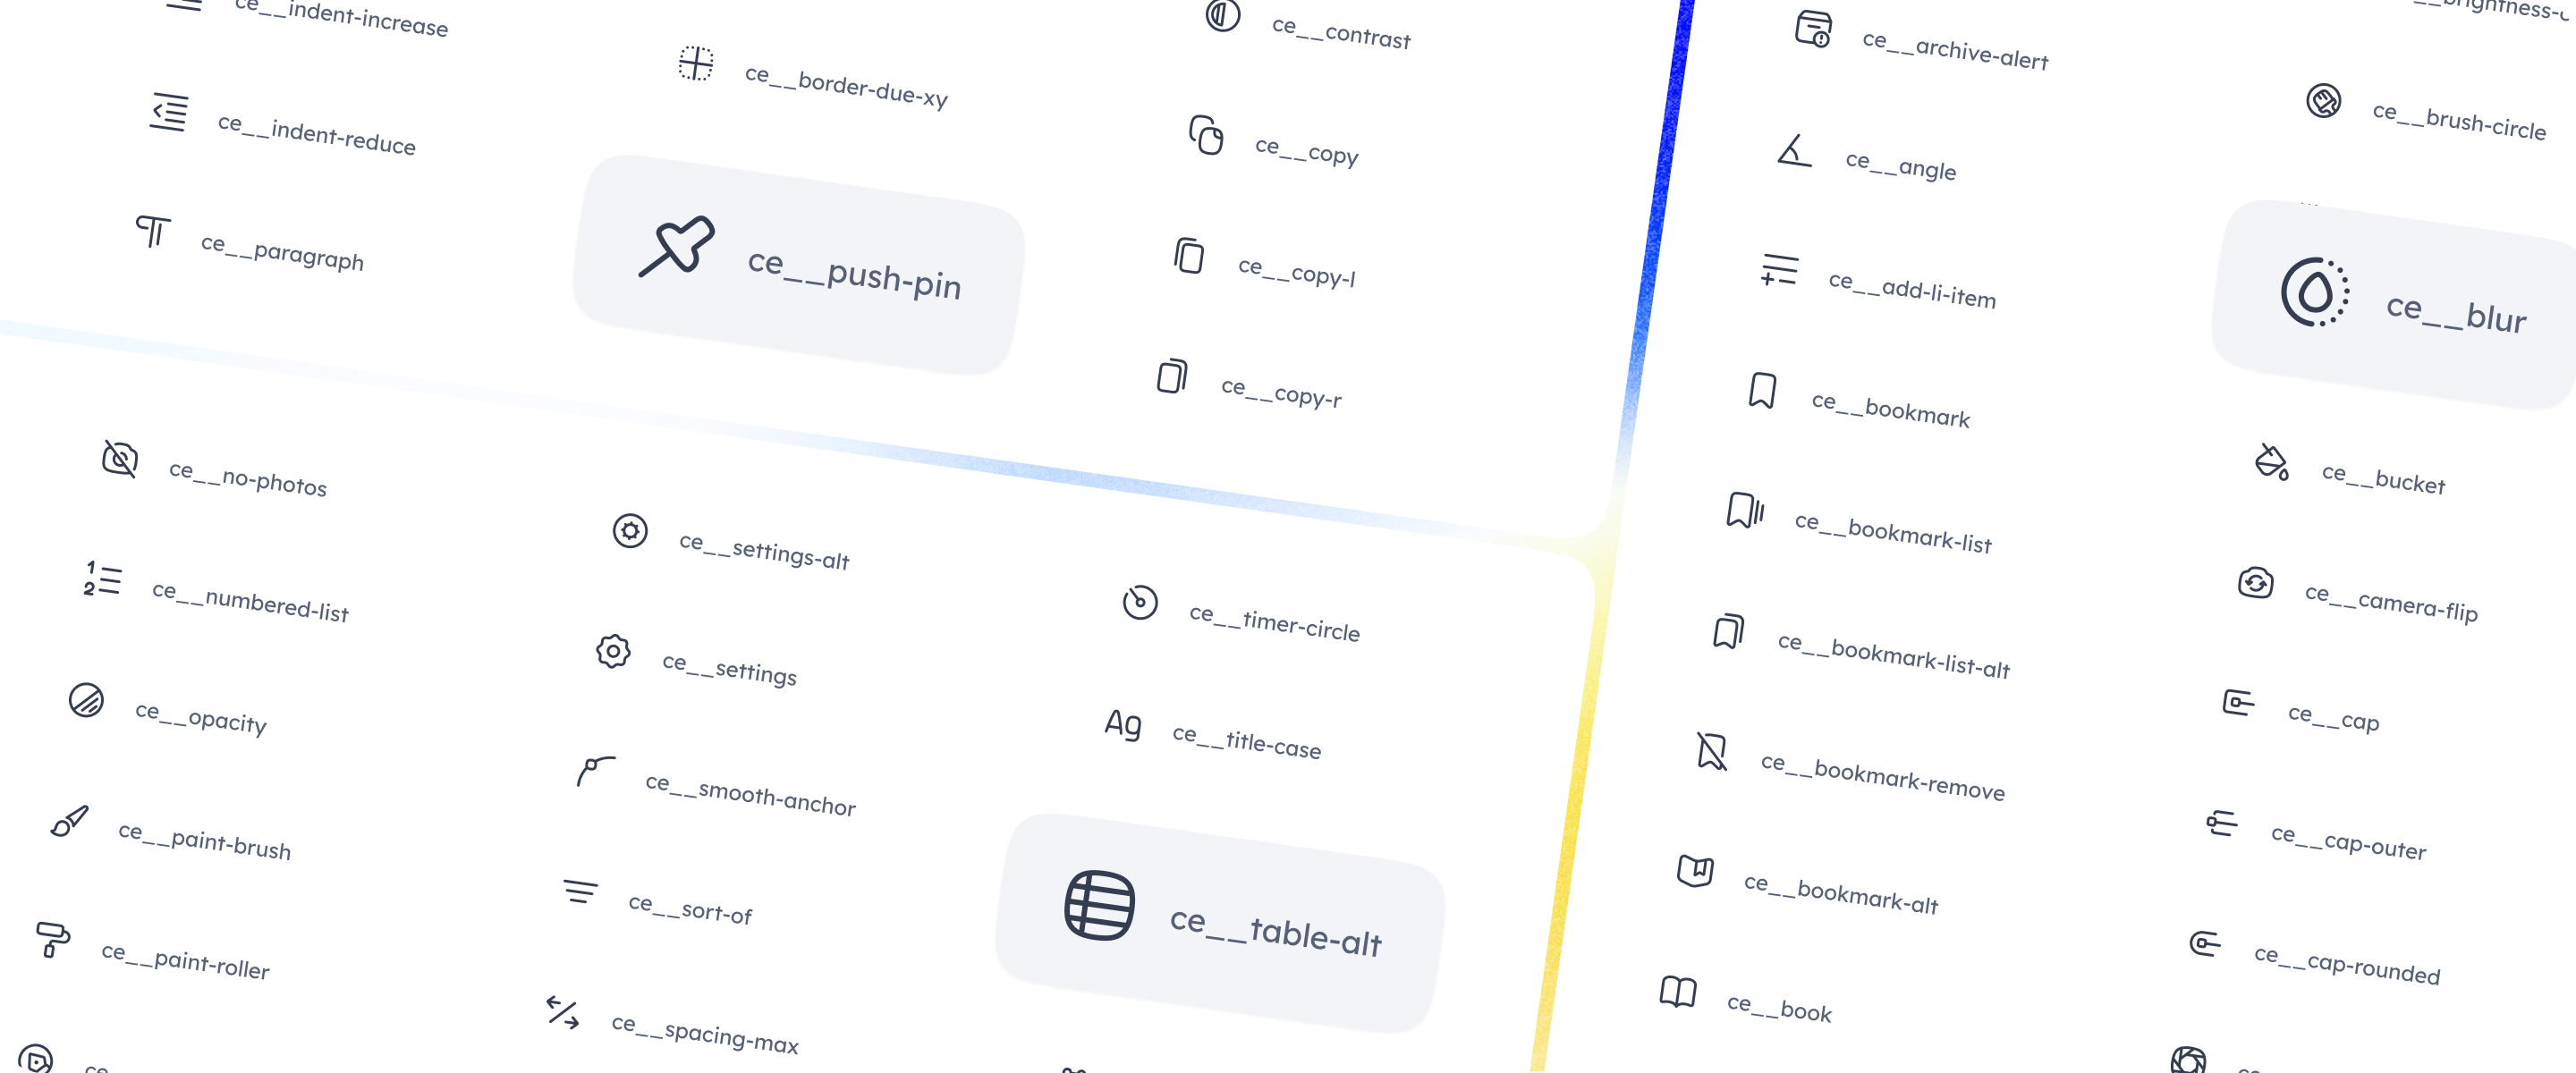 ce__indent-increase
ce__indent-reduce
ce__paragraph
ce__border-due-xy
ce__push-pin
ce__contrast
ce__copy
ce__copy-l
ce__copy-r
ce__no-photos
1
2
ce__numbered-list
ce__opacity
ce__paint-brush
ce__paint-roller
ce__settings-alt
ce__settings
ce__smooth-anchor
ce__sort-of
ce__spacing-max
ce__timer-circle
Ag
ce__title-case
ce__table-alt
ce__archive-alert
ce__angle
ce__add-li-item
ce__bookmark
ce__bookmark-list
ce__bookmark-list-alt
ce__bookmark-remove
ce__bookmark-alt
ce__book
ce__brush-circle
ce__blur
ce__bucket
ce__camera-flip
ce__cap
ce__cap-outer
ce__cap-rounded